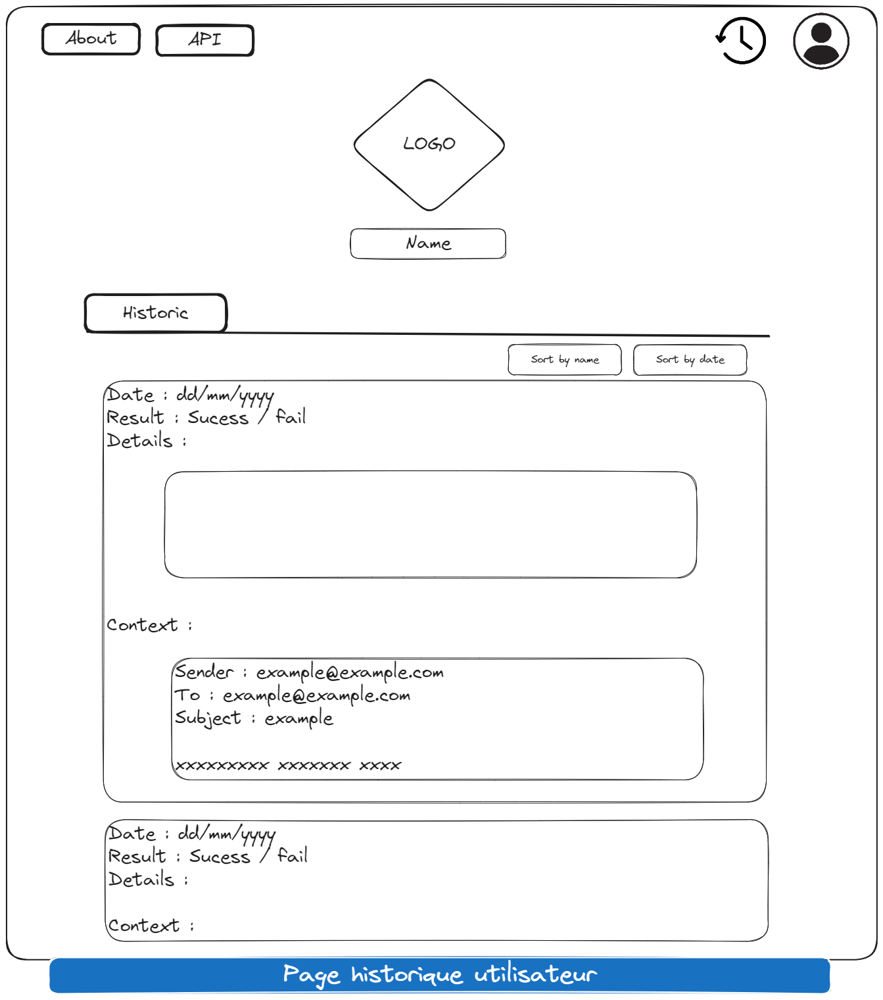 About
API
LOGO
Name
Historic
Sort by name
Sort by date
Date : dd/mm/yyyy
Result : Sucess / fail
Details :
Context :
Sender : example@example.com
To : example@example.com
Subject : example
xxxxxxxxx xxxxxxx xxxx
Date : dd/mm/yyyy
Result : Sucess / fail
Details :
Context :
Page historique utilisateur